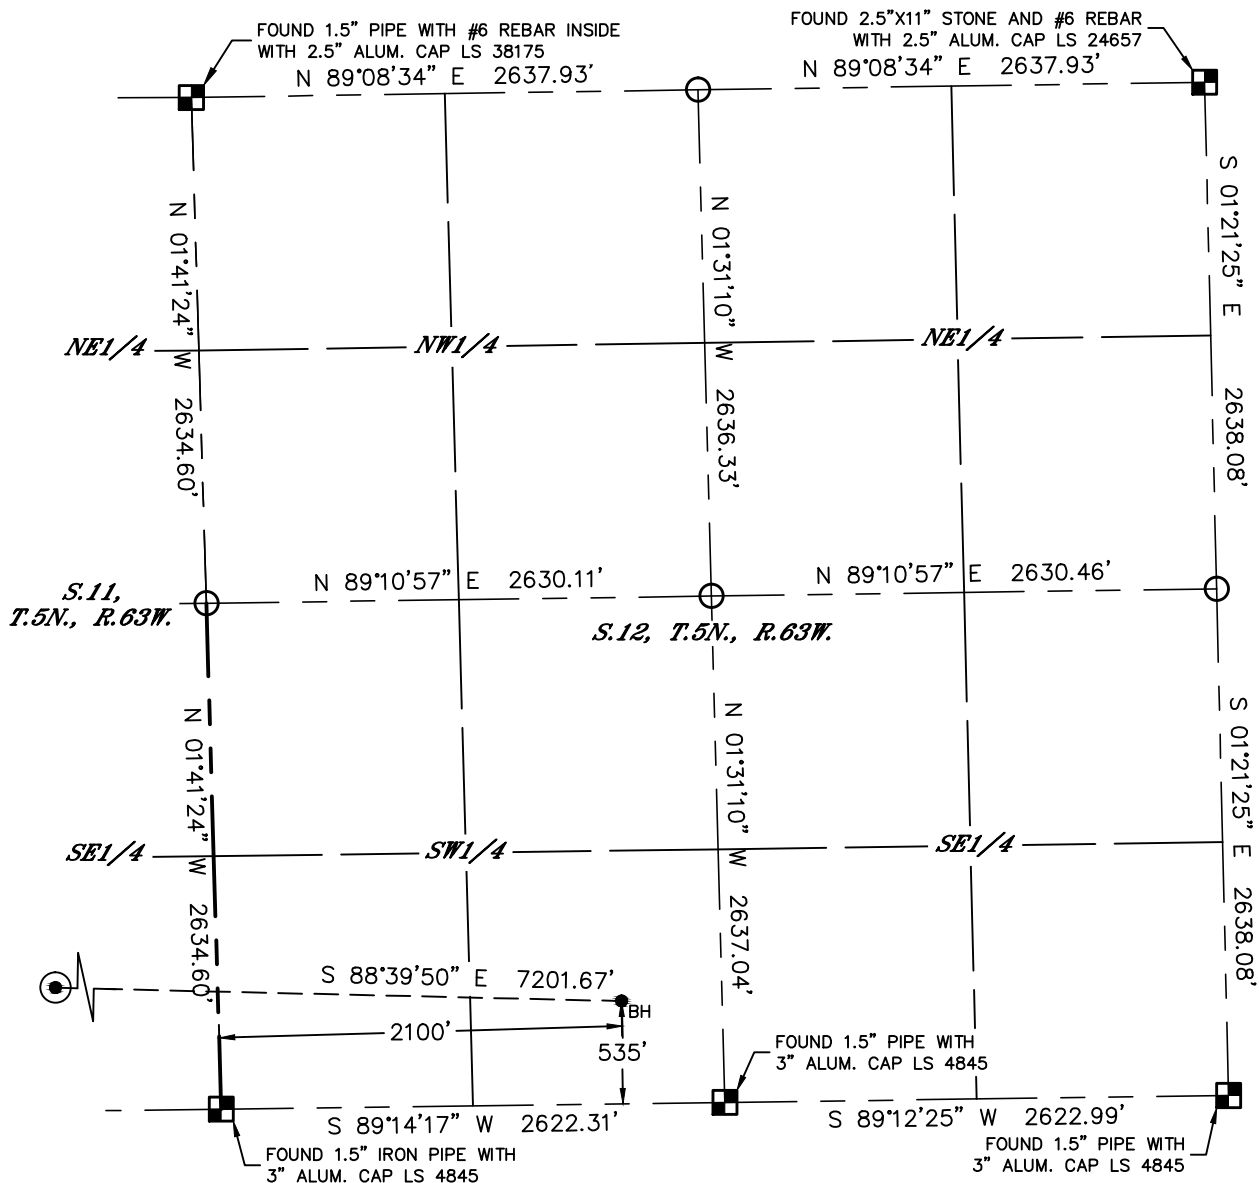 FOUND 1.5" PIPE WITH #6 REBAR INSIDE
WITH 2.5" ALUM. CAP LS 38175
FOUND 2.5"X11" STONE AND #6 REBAR
WITH 2.5" ALUM. CAP LS 24657
N 89°08'34" E 2637.93'
N 89°08'34" E 2637.93'
N 01°41'24" W 2634.60'
N 01°31'10" W 2636.33'
S 01°21'25" E 2638.08'
NE1/4
NW1/4
NE1/4
N 89°10'57" E 2630.11'
N 89°10'57" E 2630.46'
S.11,
T.5N., R.63W.
S.12, T.5N., R.63W.
N 01°41'24" W 2634.60'
N 01°31'10" W 2637.04'
S 01°21'25" E 2638.08'
SE1/4
SW1/4
SE1/4
S 88°39'50" E 7201.67'
BH
2100'
535'
FOUND 1.5" PIPE WITH
3" ALUM. CAP LS 4845
S 89°14'17" W 2622.31'
S 89°12'25" W 2622.99'
FOUND 1.5" IRON PIPE WITH
3" ALUM. CAP LS 4845
FOUND 1.5" PIPE WITH
3" ALUM. CAP LS 4845